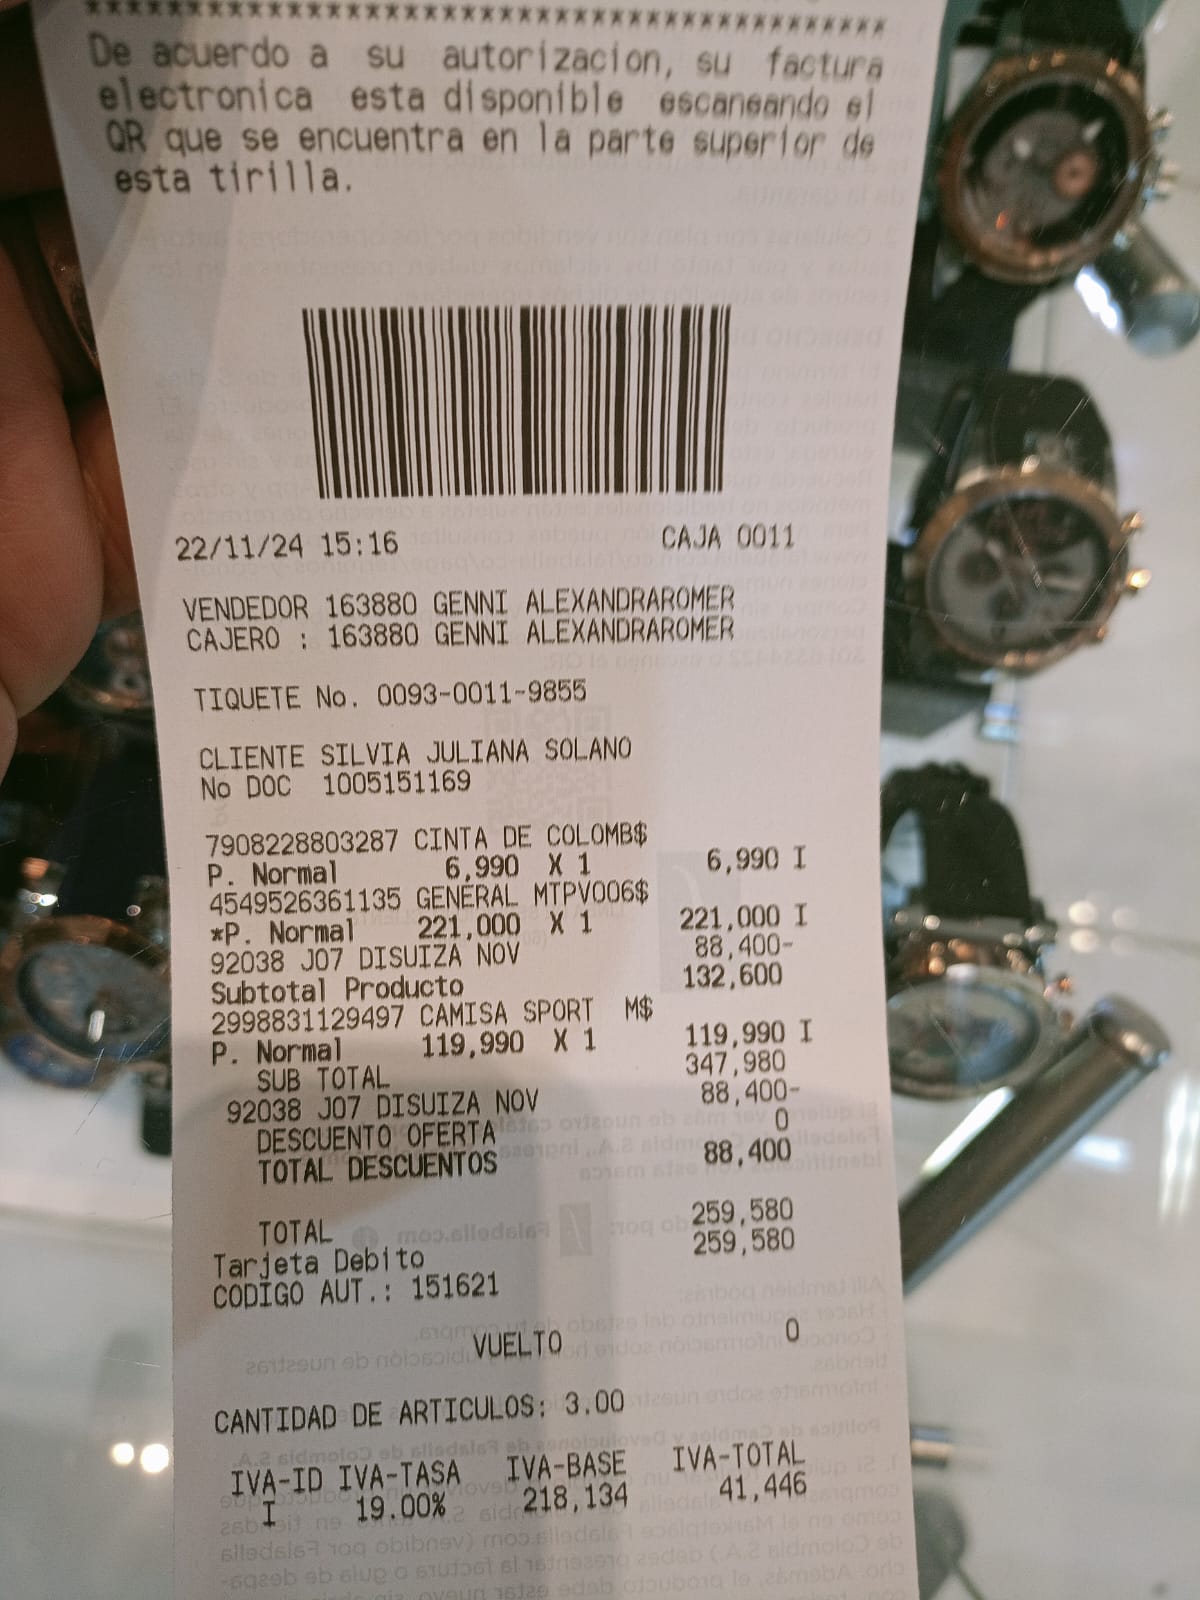 ****************************************
De acuerdo a su autorizacion, su factura
electronica esta disponible escaneando el
QR que se encuentra en la parte superior de
esta tirilla.
22/11/24 15:16 CAJA 0011
VENDEDOR 163880 GENNI ALEXANDRAROMER
CAJERO : 163880 GENNI ALEXANDRAROMER
TIQUETE No. 0093-0011-9855
CLIENTE SILVIA JULIANA SOLANO
No DOC 1005151169
7908228803287 CINTA DE COLOMB$
P. Normal 6,990 X 1 6,990 I
4549526361135 GENERAL MTPV006$
*P. Normal 221,000 X 1 221,000 I
92038 J07 DISUIZA NOV 88,400-
Subtotal Producto 132,600
2998831129497 CAMISA SPORT M$
P. Normal 119,990 X 1 119,990 I
SUB TOTAL 347,980
92038 J07 DISUIZA NOV 88,400-
DESCUENTO OFERTA 0
TOTAL DESCUENTOS 88,400
TOTAL 259,580
Tarjeta Debito 259,580
CODIGO AUT.: 151621
VUELTO 0
CANTIDAD DE ARTICULOS: 3.00
IVA-ID IVA-TASA IVA-BASE IVA-TOTAL
I 19.00% 218,134 41,446